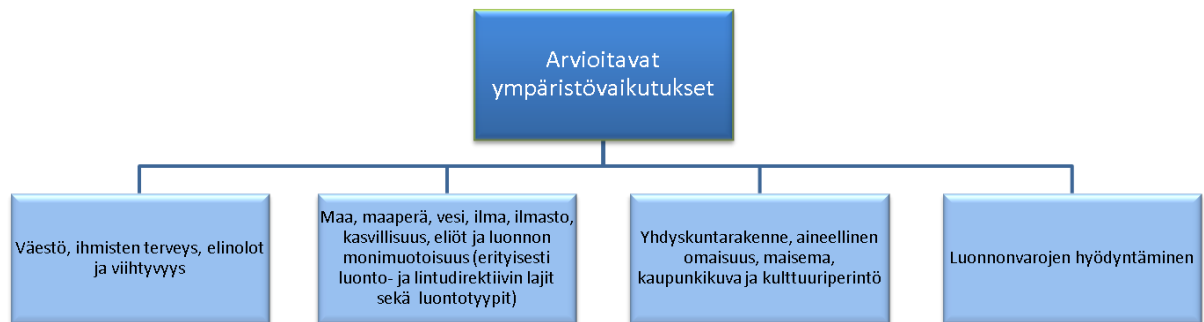 Arvioitavat
ympäristövaikutukset
Väestö, ihmisten terveys, elinolot
ja viihtyvyys
Maa, maaperä, vesi, ilma, ilmasto,
kasvillisuus, eliöt ja luonnon
monimuotoisuus (erityisesti
luonto- ja lintudirektiivin lajit
sekä luontotyypit)
Yhdyskuntarakenne, aineellinen
omaisuus, maisema,
kaupunkikuva ja kulttuuriperintö
Luonnonvarojen hyödyntäminen